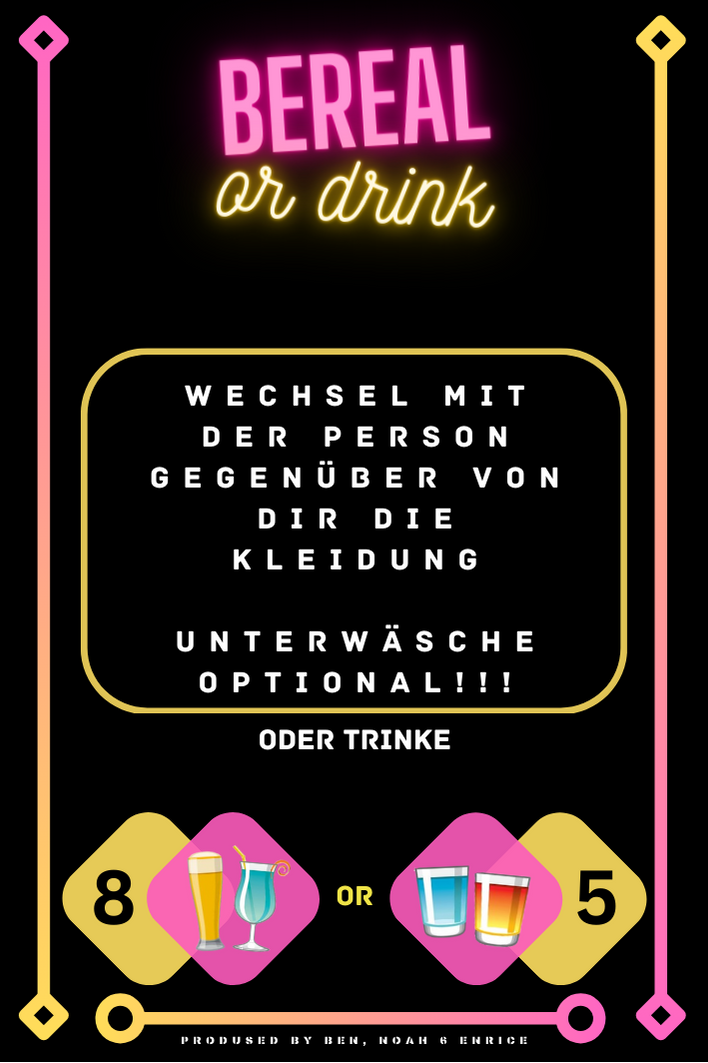 BEREAL
or drink
WECHSEL MIT
DER PERSON
GEGENÜBER VON
DIR DIE
KLEIDUNG
UNTERWÄSCHE
OPTIONAL!!!
ODER TRINKE
8 OR 5
PRODUSED BY BEN, NOAH & ENRICE